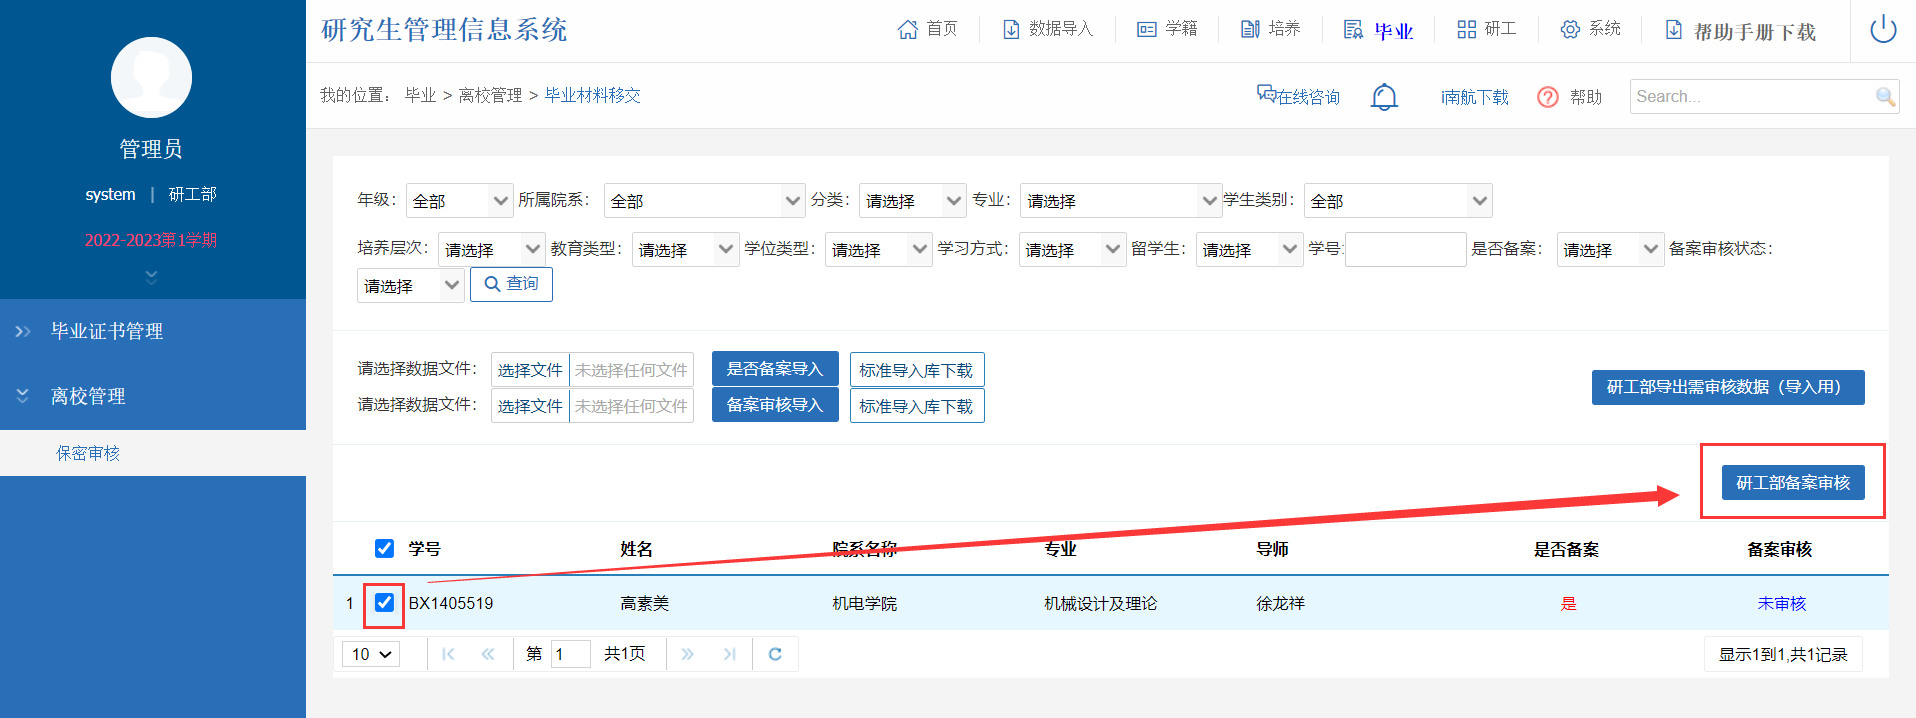 研究生管理信息系统
首页
数据导入
学籍
培养
毕业
研工
系统
帮助手册下载
管理员
system | 研工部
2022-2023第1学期
毕业证书管理
离校管理
保密审核
我的位置： 毕业 > 离校管理 > 毕业材料移交
在线咨询
i南航下载
帮助
Search...
年级: 全部 所属院系: 全部 分类: 请选择 专业: 请选择 学生类别: 全部
培养层次: 请选择 教育类型: 请选择 学位类型: 请选择 学习方式: 请选择 留学生: 请选择 学号: 是否备案: 请选择 备案审核状态:
请选择 查询
请选择数据文件: 选择文件 未选择任何文件 是否备案导入 标准导入库下载
请选择数据文件: 选择文件 未选择任何文件 备案审核导入 标准导入库下载
研工部导出需审核数据（导入用）
研工部备案审核
学号 姓名 院系名称 专业 导师 是否备案 备案审核
1 BX1405519 高素美 机电学院 机械设计及理论 徐龙祥 是 未审核
10 第 1 共1页 显示1到1,共1记录